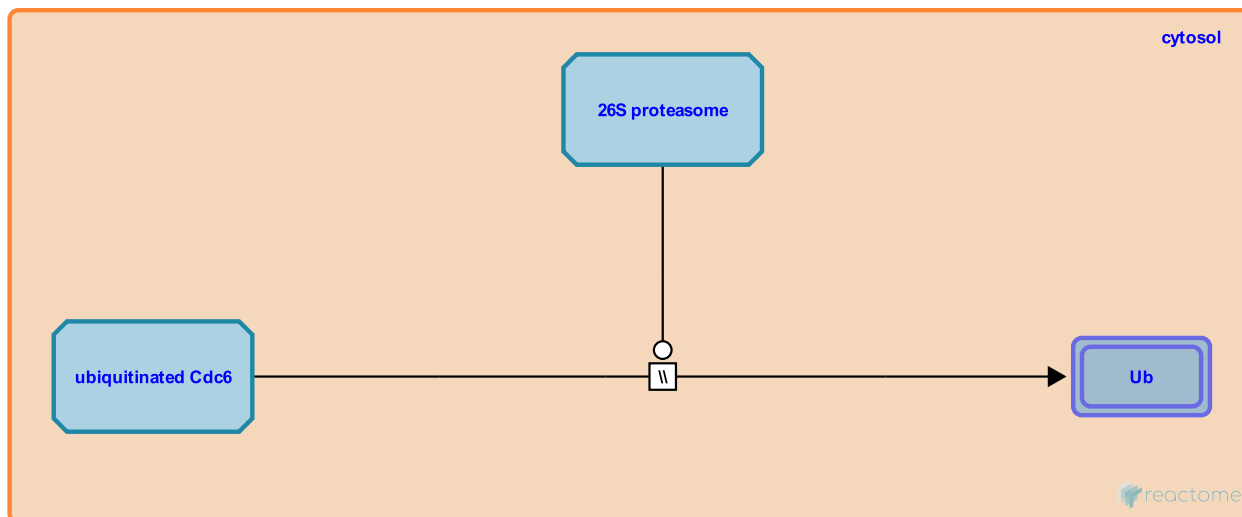 cytosol
26S proteasome
ubiquitinated Cdc6
\\
Ub
reactome